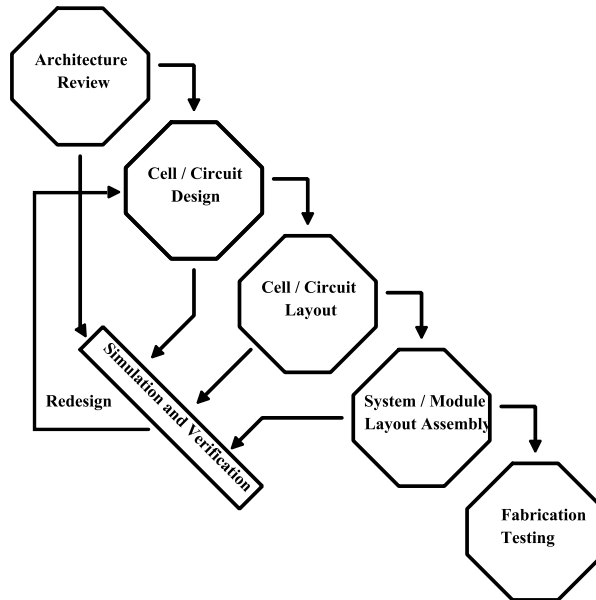 Architecture
Review
Cell / Circuit
Design
Cell / Circuit
Layout
Simulation and Verification
Redesign
System / Module
Layout Assembly
Fabrication
Testing